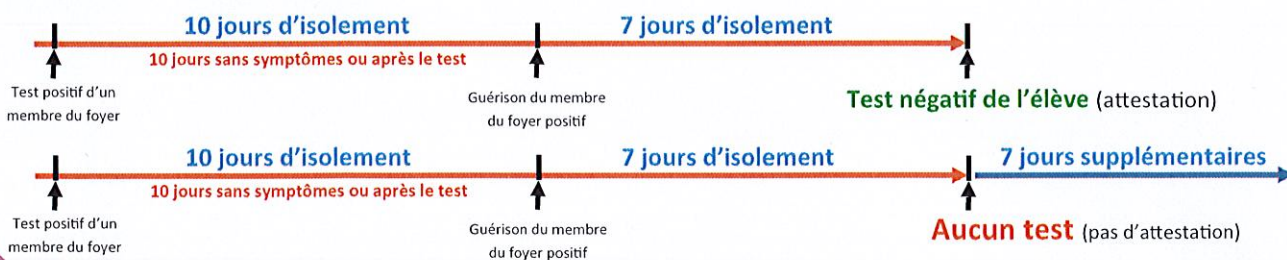 10 jours d’isolement 7 jours d’isolement
10 jours sans symptômes ou après le test
Test positif d’un
membre du foyer
Guérison du membre
du foyer positif
Test négatif de l’élève (attestation)
10 jours d’isolement 7 jours d’isolement 7 jours supplémentaires
10 jours sans symptômes ou après le test
Test positif d’un
membre du foyer
Guérison du membre
du foyer positif
Aucun test (pas d’attestation)